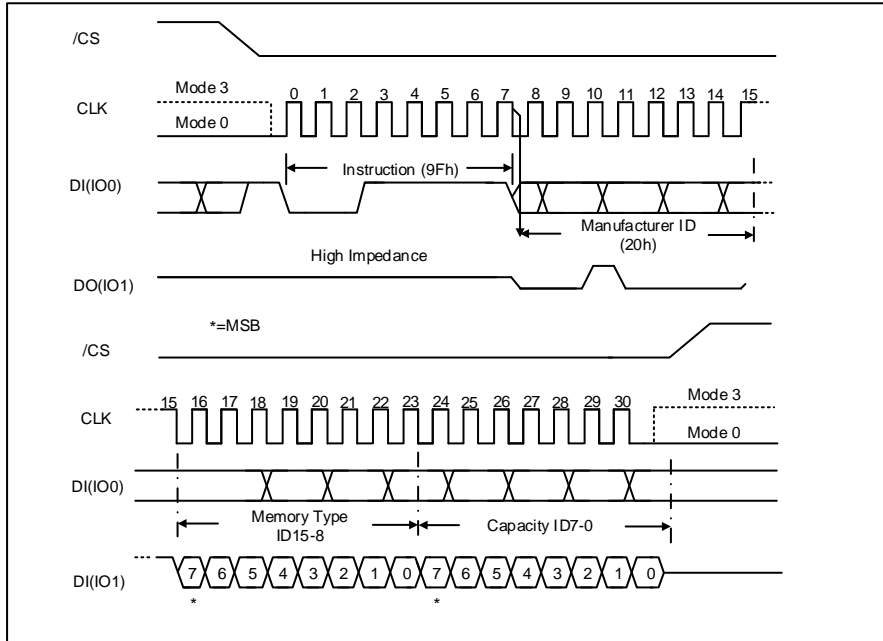 /CS
Mode 3
0 1 2 3 4 5 6 7 8 9 10 11 12 13 14 15
CLK
Mode 0
Instruction (9Fh)
DI(IO0)
Manufacturer ID
(20h)
High Impedance
DO(IO1)
*=MSB
/CS
15 16 17 18 19 20 21 22 23 24 25 26 27 28 29 30
Mode 3
CLK
Mode 0
DI(IO0)
Memory Type
ID15-8
Capacity ID7-0
DI(IO1)
7 6 5 4 3 2 1 0 7 6 5 4 3 2 1 0
* *